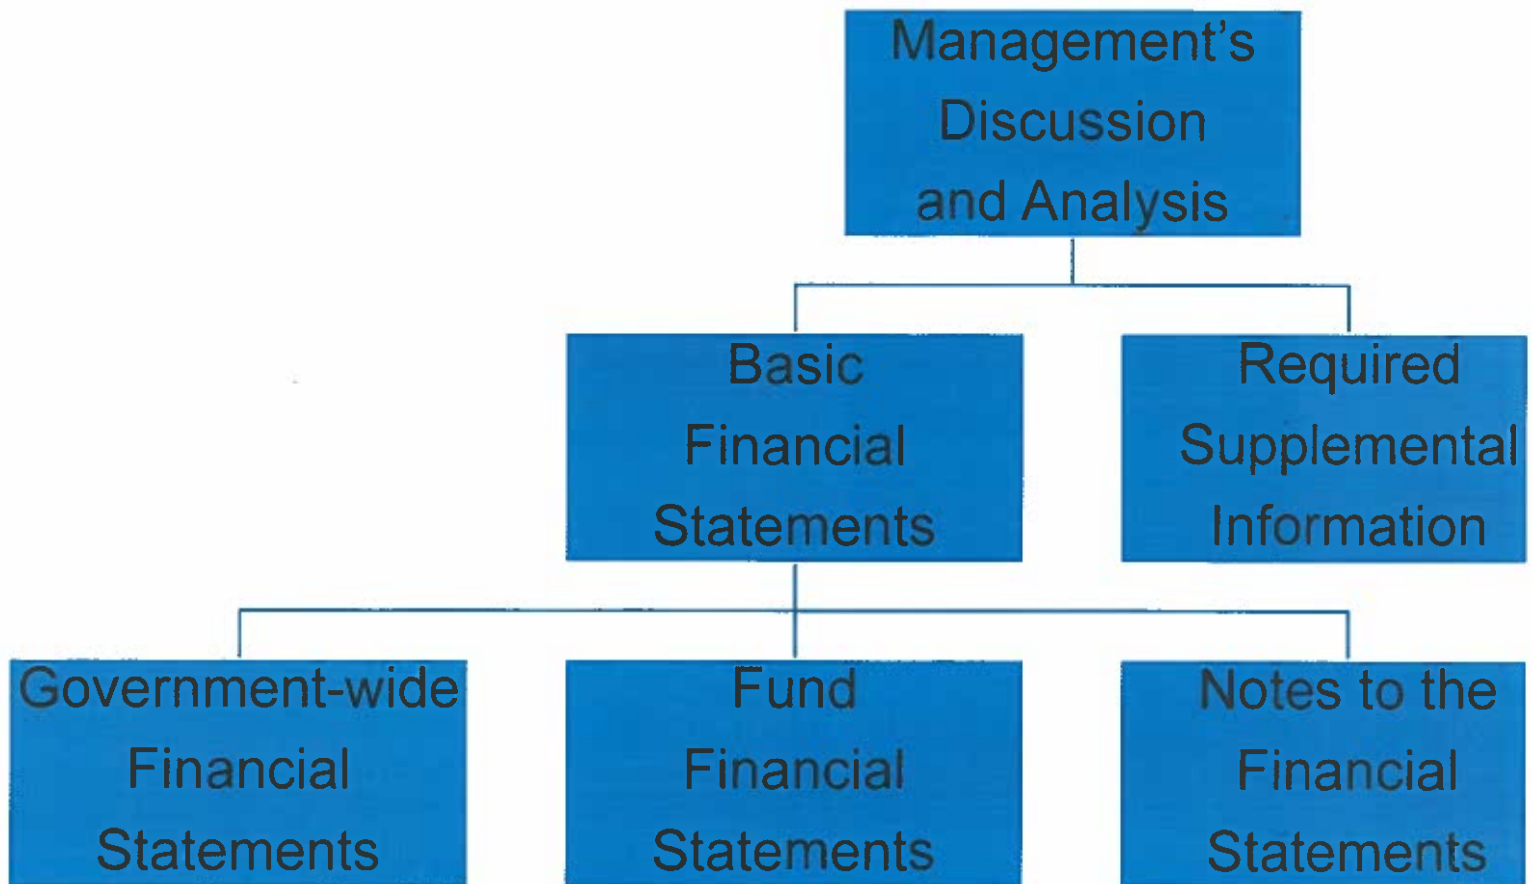 Management's
Discussion
and Analysis
Basic
Financial
Statements
Required
Supplemental
Information
Government-wide
Financial
Statements
Fund
Financial
Statements
Notes to the
Financial
Statements